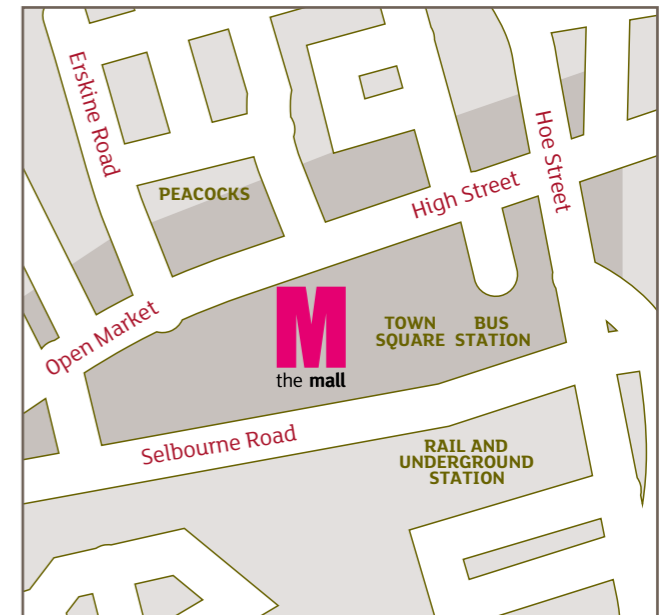 Erskine Road
Hoe Street
PEACOCKS
High Street
Open Market
M
the mall
TOWN
SQUARE
BUS
STATION
Selbourne Road
RAIL AND
UNDERGROUND
STATION